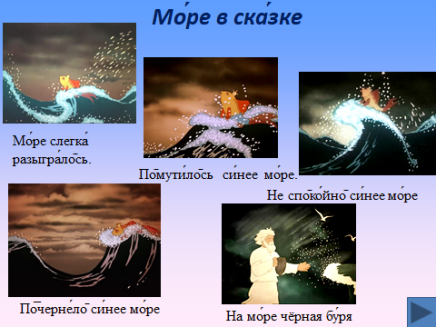 Мо́ре в ска́зке
Мо́ре слегка́
разыгра́лось.
Помути́лось си́нее мо́ре.
Не споко́йно си́нее мо́ре
Почерне́ло си́нее мо́ре
На мо́ре чёрная бу́ря